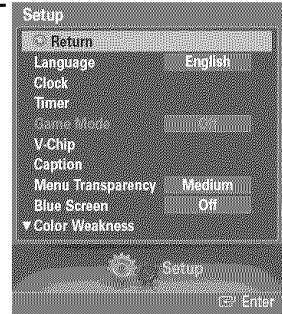 Setup
Return
Language English
Clock
Timer
Game Mode Off
V-Chip
Caption
Menu Transparency Medium
Blue Screen Off
▼ Color Weakness
Setup
Enter